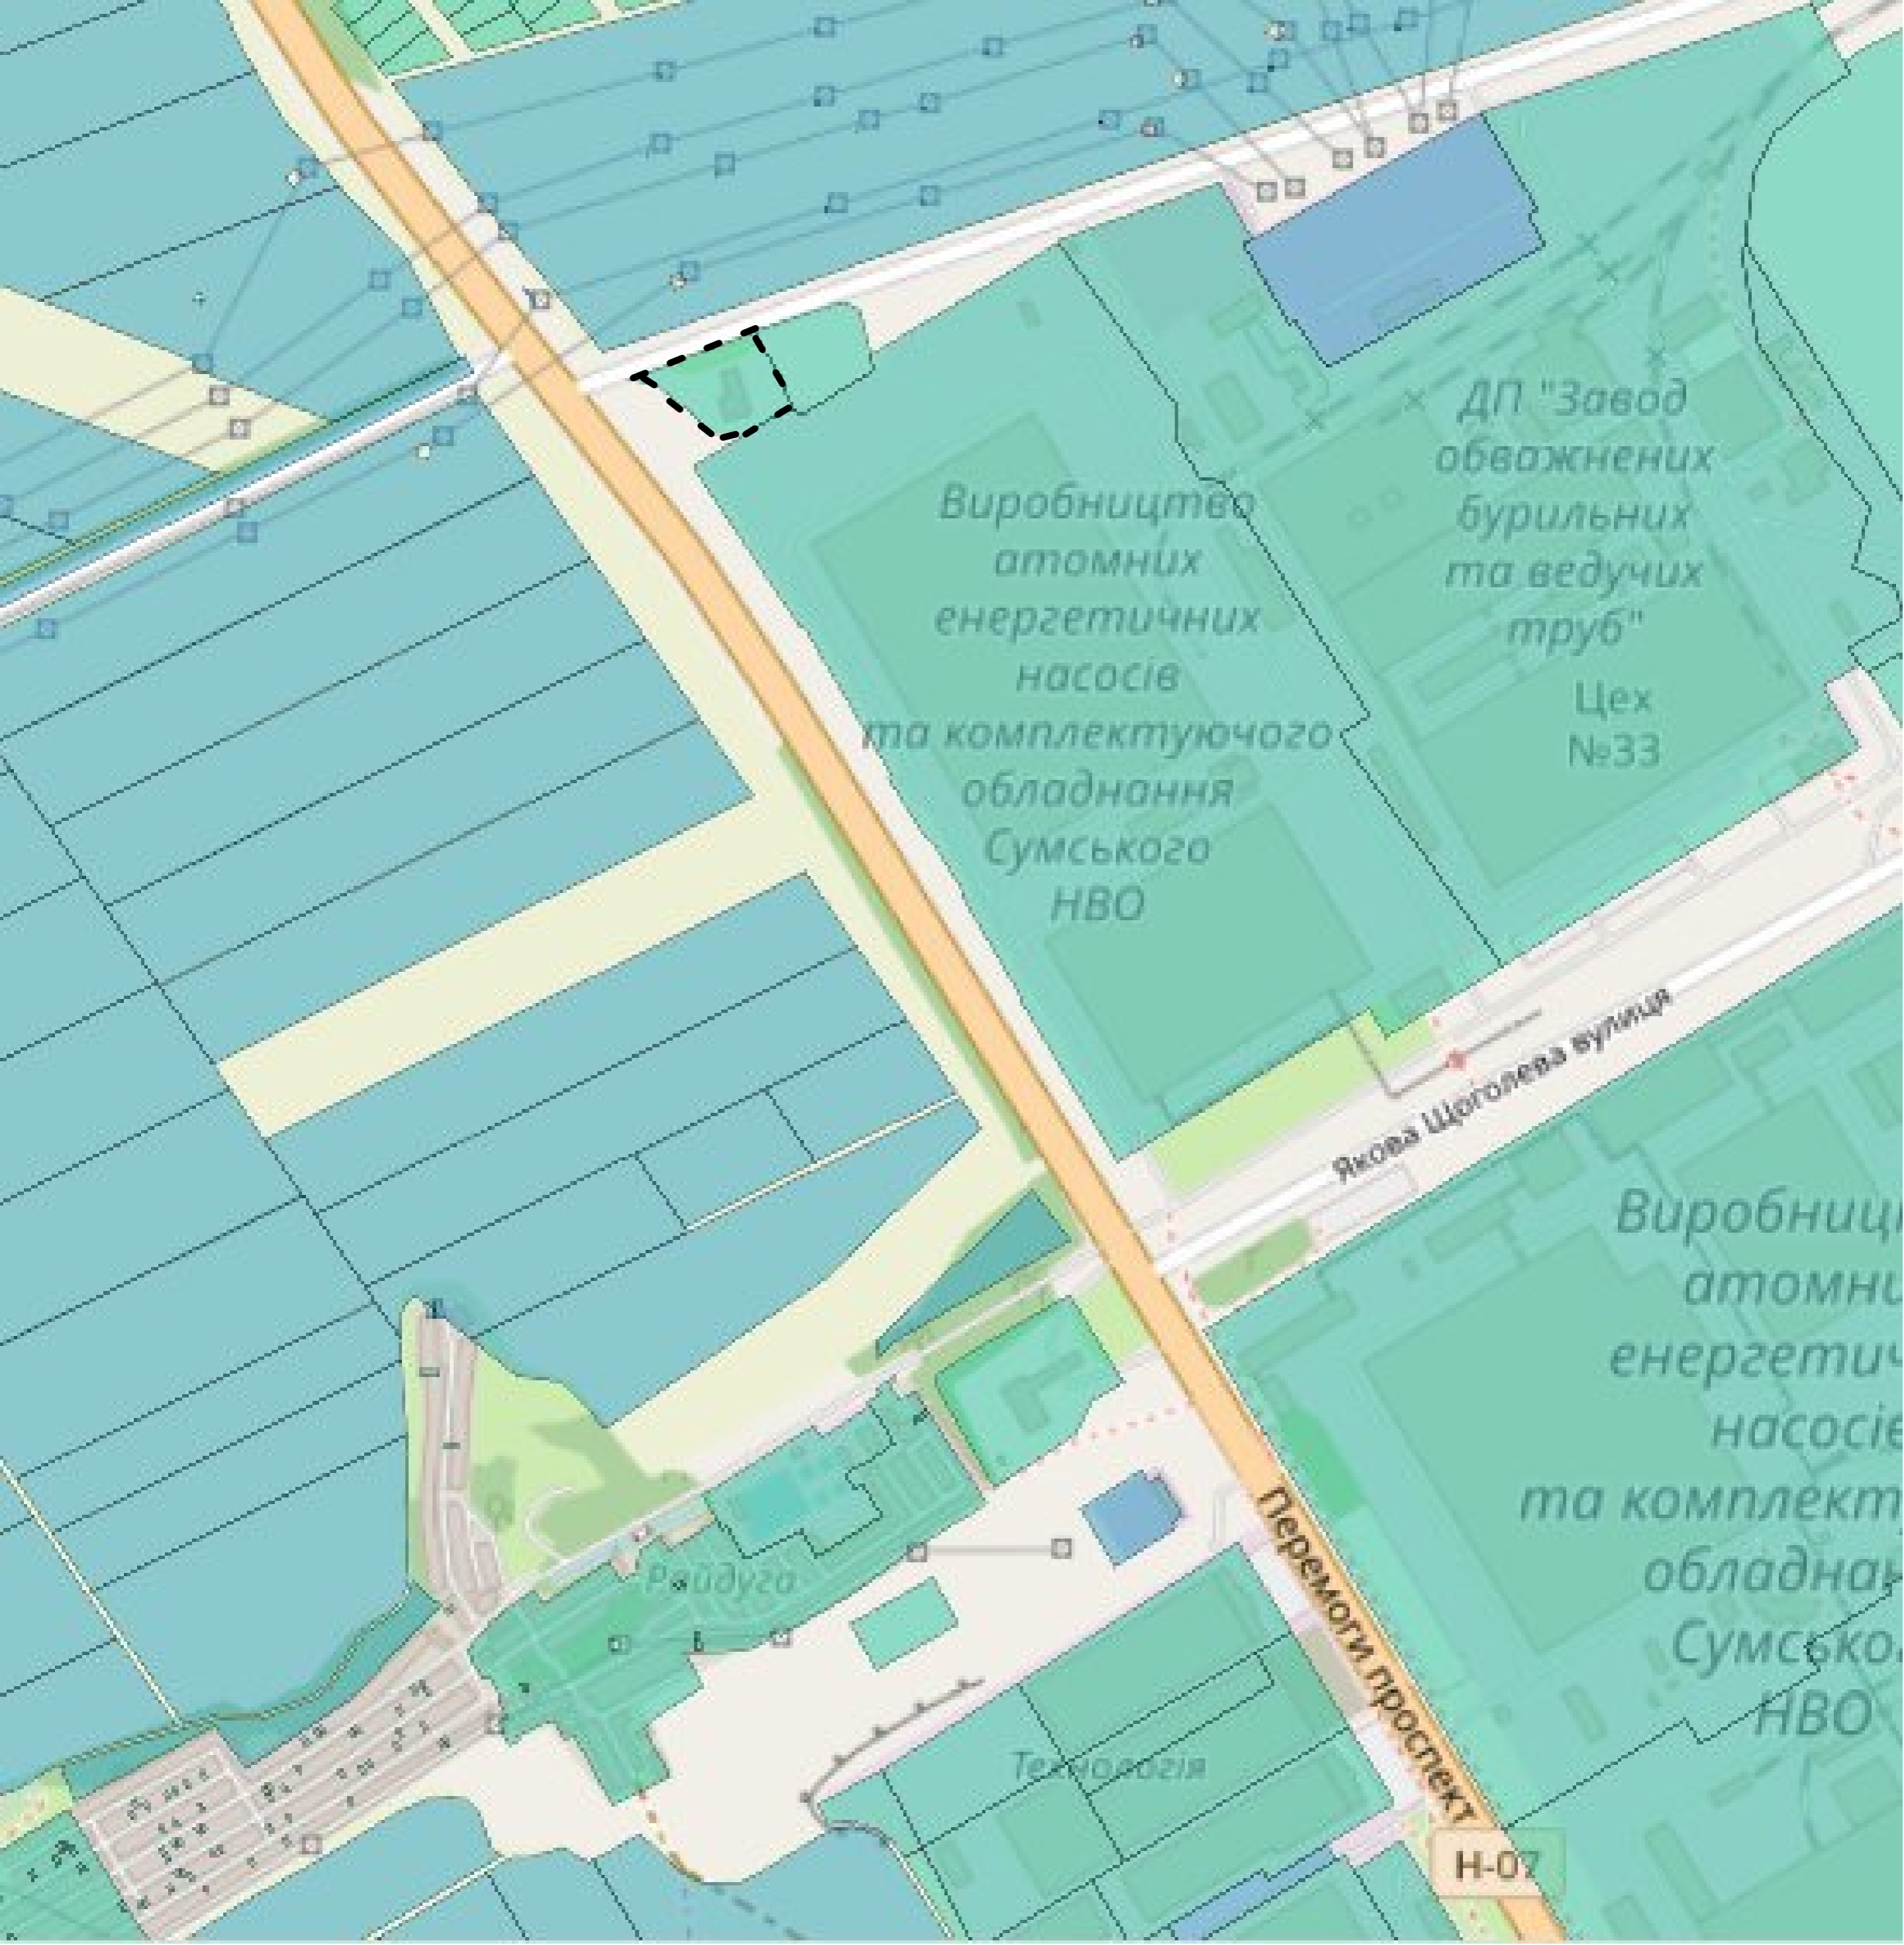 ДП "Завод
обважнених
бурильних
та ведучих
труб"
Цех
№33
Виробництво
атомних
енергетичних
насосів
та комплектуючого
обладнання
Сумського
НВО
Якова Щоголева вулиця
Виробниц
атомни
енергетич
насосів
та комплект
обладнан
Сумсько
НВО
Райдуга
Технологія
Перемоги проспект
Н-07